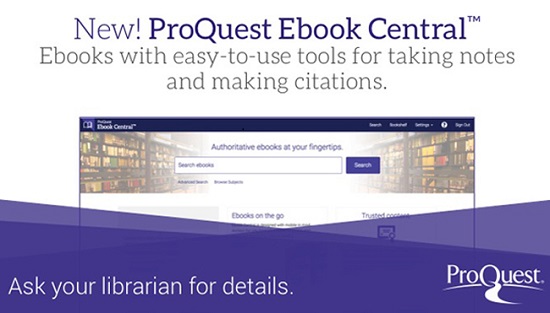 New! ProQuest Ebook Central™
Ebooks with easy-to-use tools for taking notes
and making citations.
ProQuest
Ebook Central™
Search Bookshelf Settings ? Sign Out
Authoritative ebooks at your fingertips.
Search ebooks Search
Advanced Search Browse Subjects
Ebooks on the go Trusted content
Ask your librarian for details.
ProQuest®